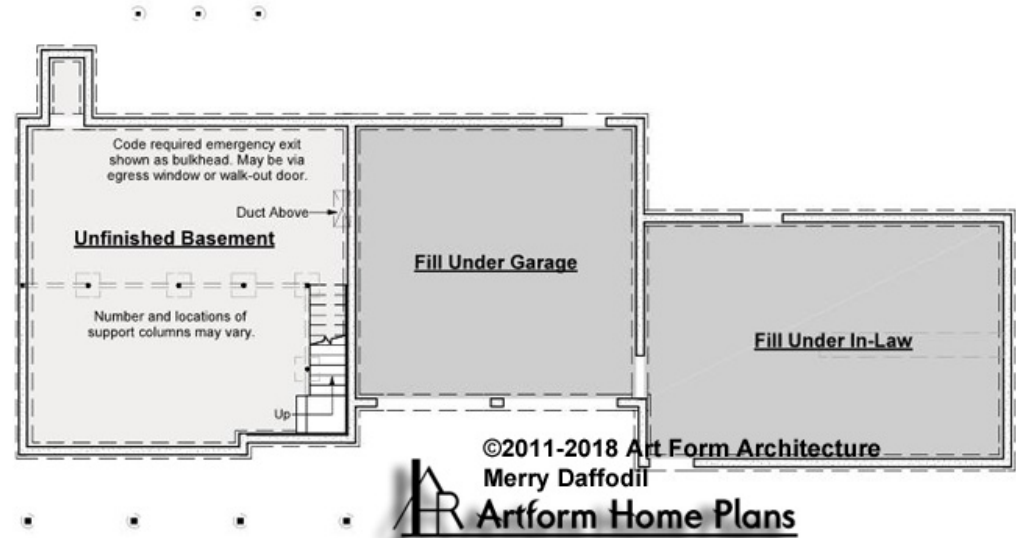 Code required emergency exit
shown as bulkhead. May be via
egress window or walk-out door.
Duct Above
Unfinished Basement
Number and locations of
support columns may vary.
Up
Fill Under Garage
Fill Under In-Law
©2011-2018 Art Form Architecture
Merry Daffodil
AR Artform Home Plans